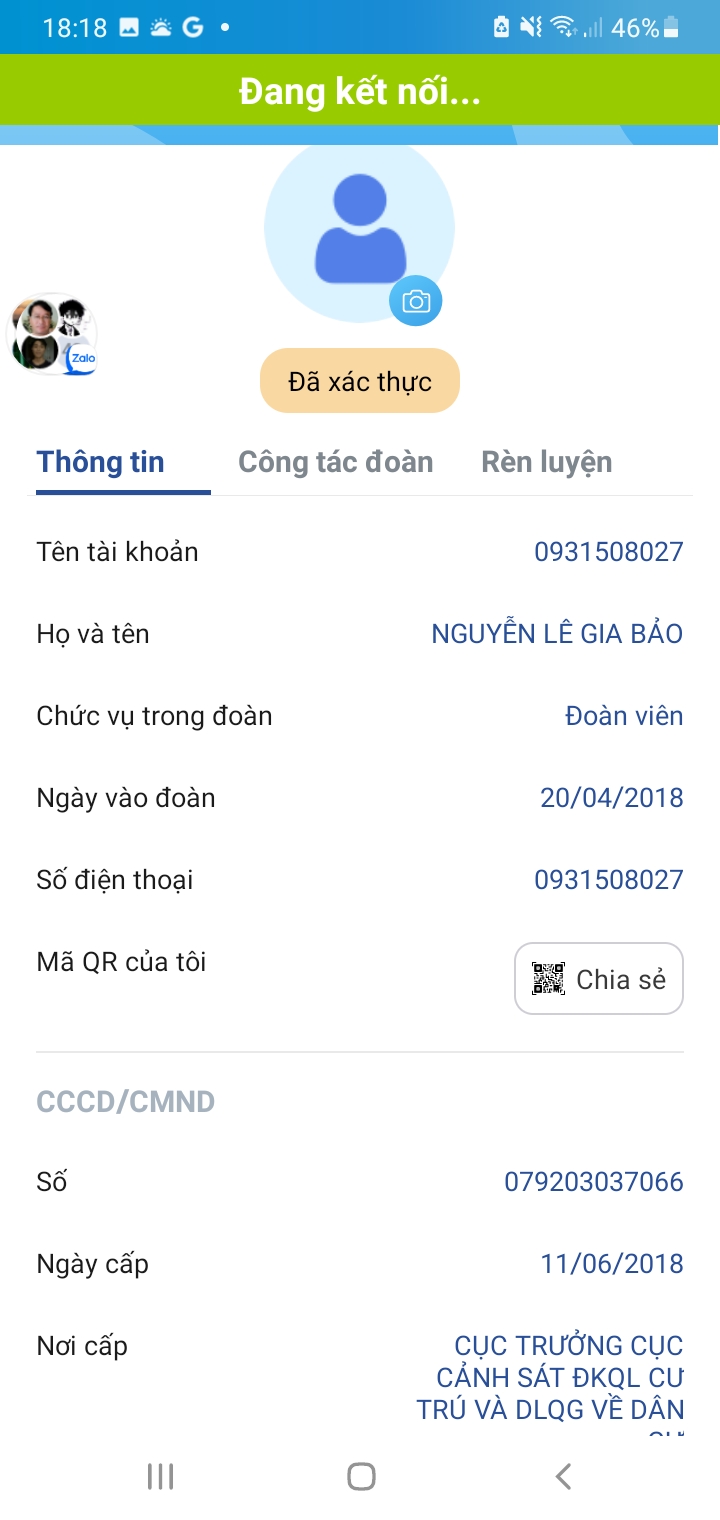 18:18
46%
Đang kết nối...
Zalo
Đã xác thực
Thông tin
Công tác đoàn
Rèn luyện
Tên tài khoản 0931508027
Họ và tên NGUYỄN LÊ GIA BẢO
Chức vụ trong đoàn Đoàn viên
Ngày vào đoàn 20/04/2018
Số điện thoại 0931508027
Mã QR của tôi Chia sẻ
CCCD/CMND
Số 079203037066
Ngày cấp 11/06/2018
Nơi cấp CỤC TRƯỞNG CỤC
CẢNH SÁT ĐKQL CƯ
TRÚ VÀ DLQG VỀ DÂN